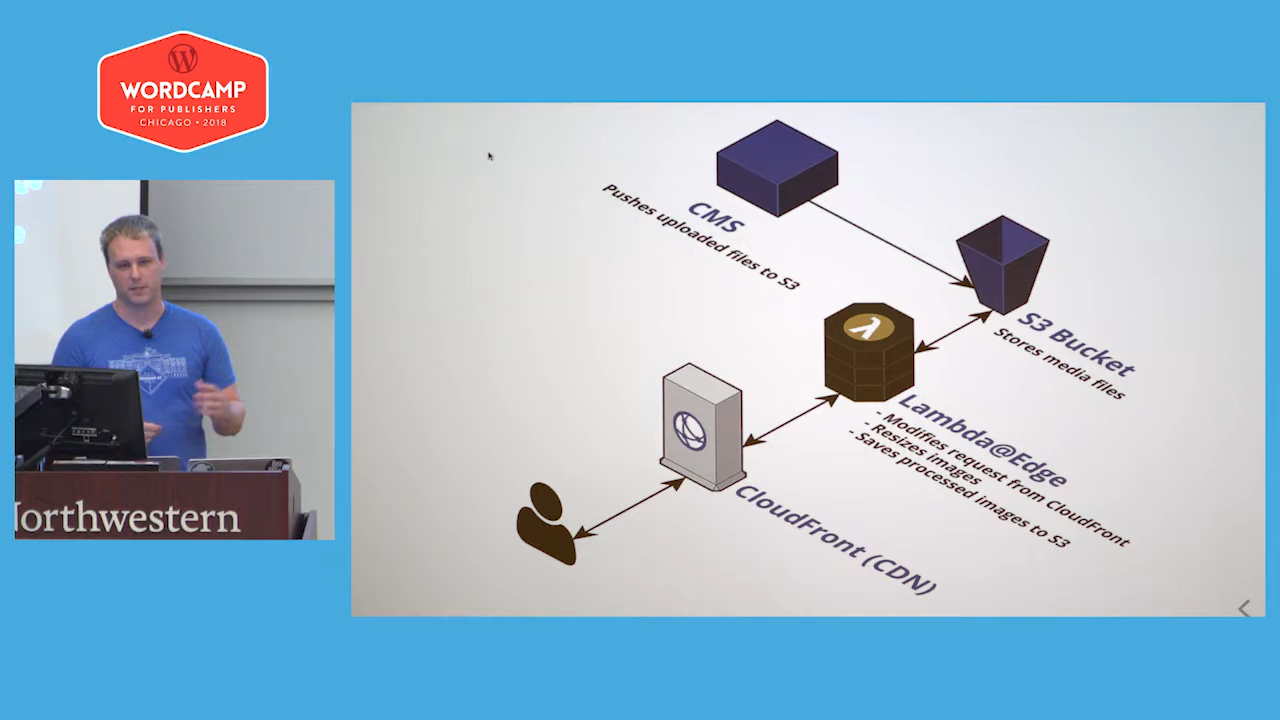 WORDCAMP
FOR PUBLISHERS
CHICAGO • 2018
CMS
Pushes uploaded files to S3
S3 Bucket
Stores media files
Lambda@Edge
- Modifies request from CloudFront
- Resizes images
- Saves processed images to S3
CloudFront (CDN)
orthwestern